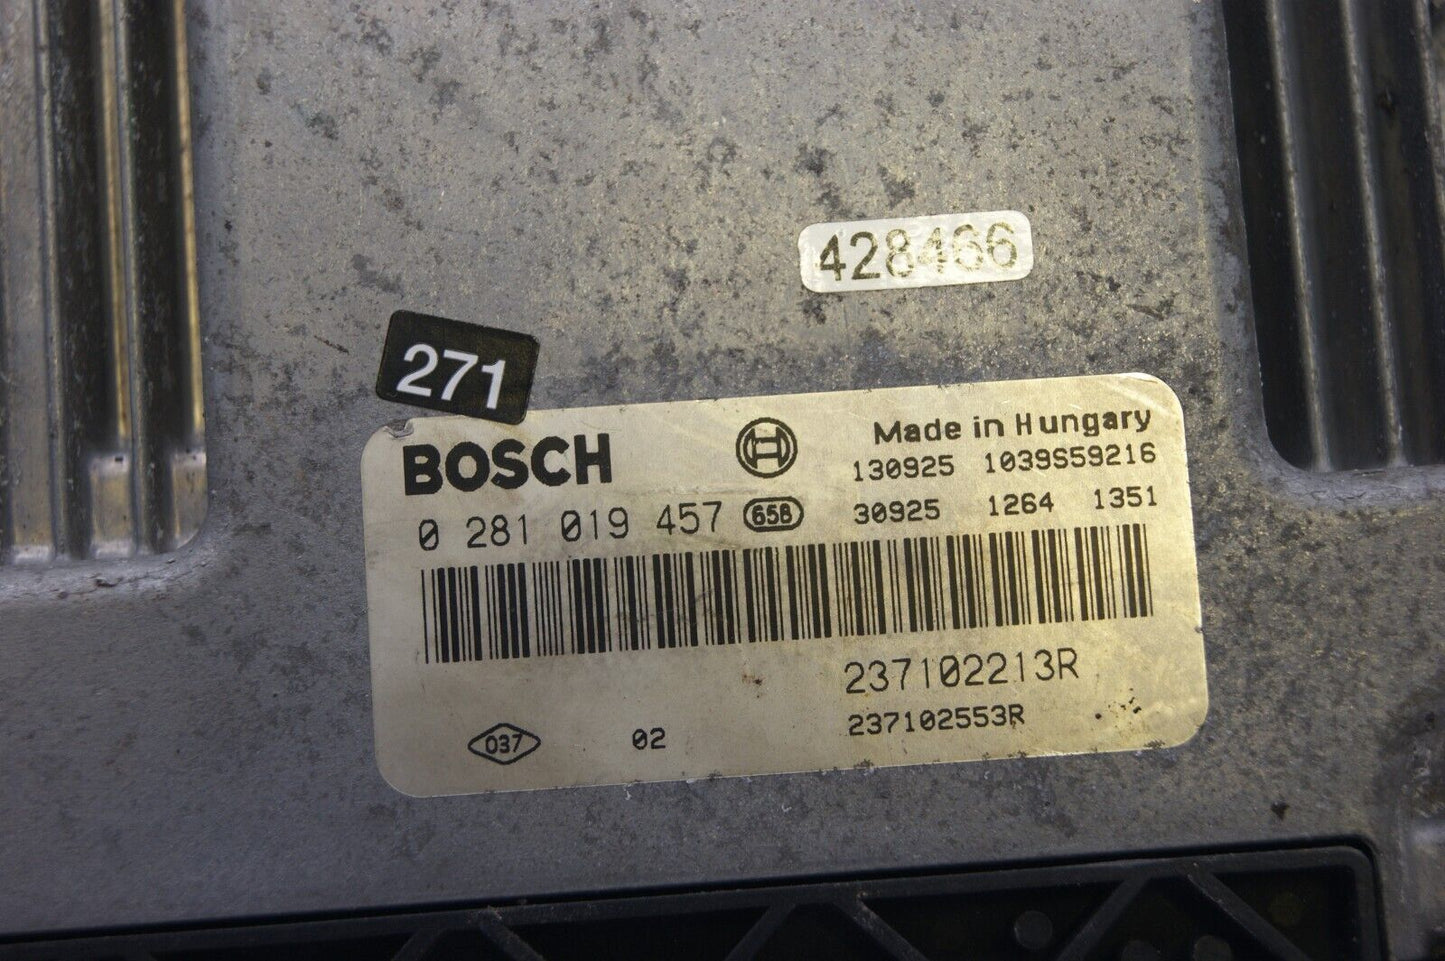 428466
271
BOSCH
Made in Hungary
130925 1039S59216
0 281 019 457 658 30925 1264 1351
237102213R
037 02 237102553R